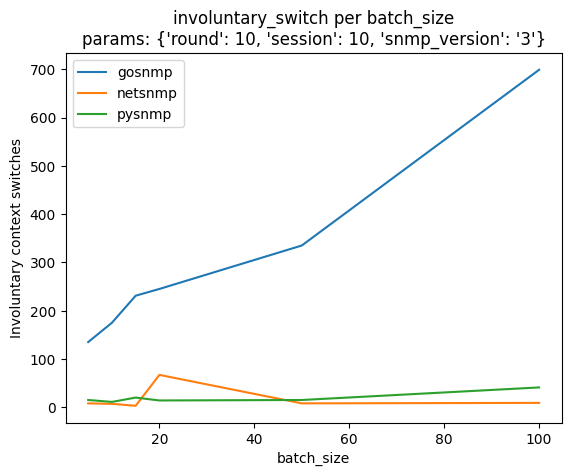 involuntary_switch per batch_size
params: {'round': 10, 'session': 10, 'snmp_version': '3'}
gosnmp
netsnmp
pysnmp
Involuntary context switches
700
600
500
400
300
200
100
0
20
40
60
80
100
batch_size